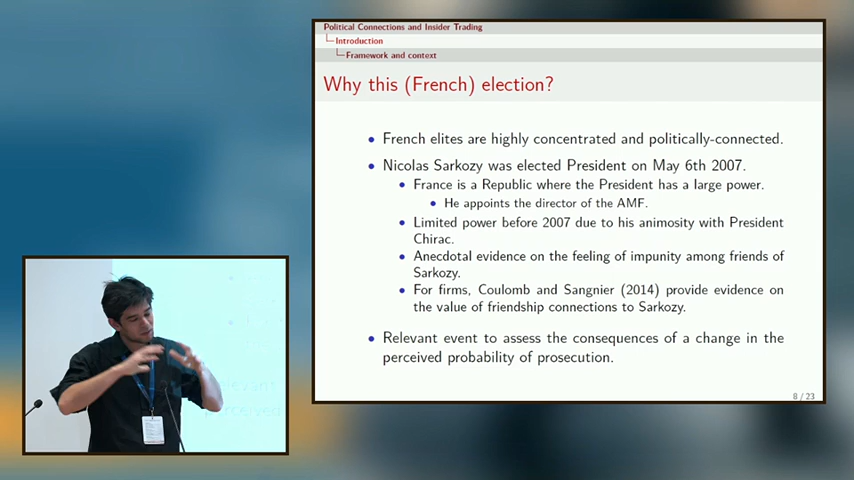 Political Connections and Insider Trading
Introduction
Framework and context
Why this (French) election?
• French elites are highly concentrated and politically-connected.
• Nicolas Sarkozy was elected President on May 6th 2007.
• France is a Republic where the President has a large power.
• He appoints the director of the AMF.
• Limited power before 2007 due to his animosity with President
Chirac.
• Anecdotal evidence on the feeling of impunity among friends of
Sarkozy.
• For firms, Coulomb and Sangnier (2014) provide evidence on
the value of friendship connections to Sarkozy.
• Relevant event to assess the consequences of a change in the
perceived probability of prosecution.
8 / 23